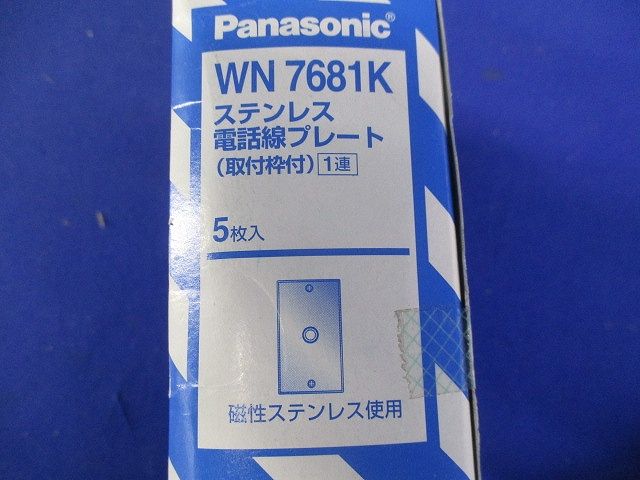 Panasonic®
WN 7681K
ステンレス
電話線プレート
(取付枠付) 1連
5枚入
磁性ステンレス使用